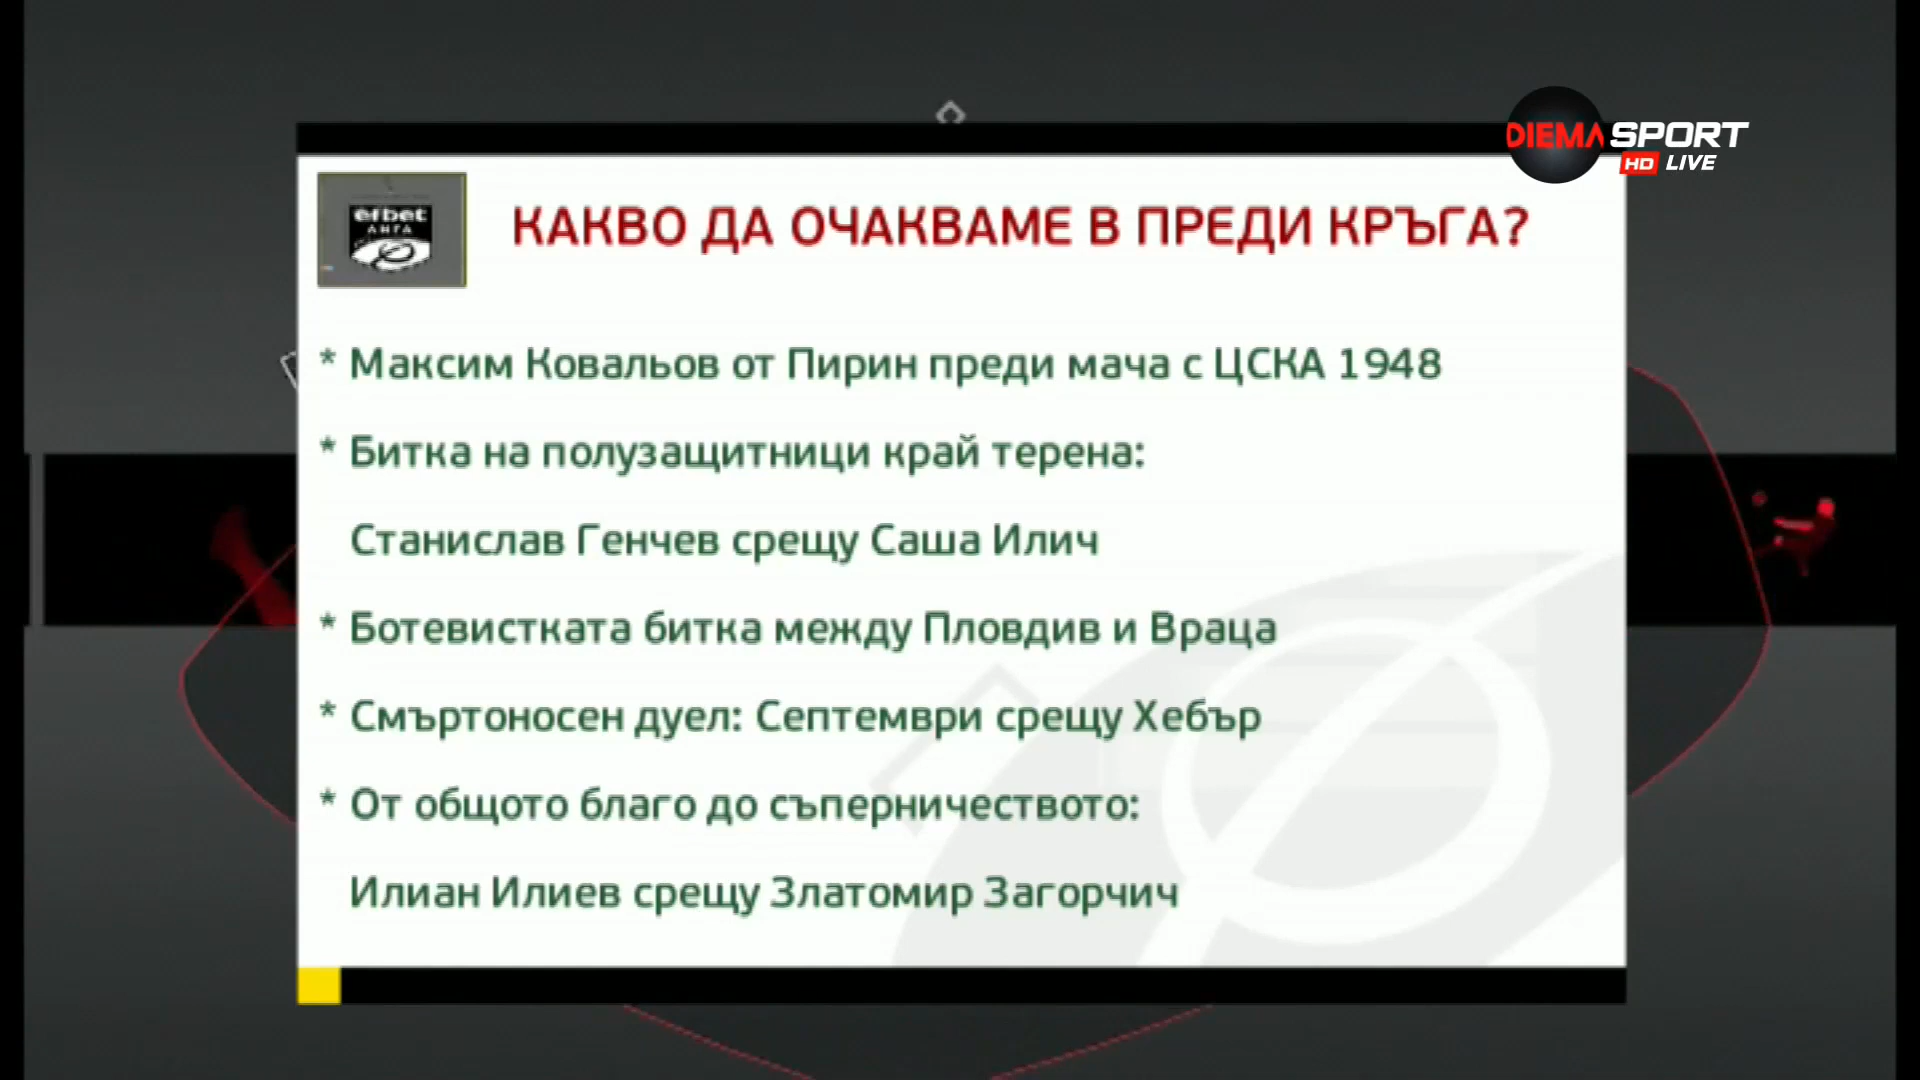 DIEMA SPORT
HD LIVE
efbet
ЛИГА
КАКВО ДА ОЧАКВАМЕ В ПРЕДИ КРЪГА?
* Максим Ковальов от Пирин преди мача с ЦСКА 1948
* Битка на полузащитници край терена:
Станислав Генчев срещу Саша Илич
* Ботевистката битка между Пловдив и Враца
* Смъртоносен дуел: Септември срещу Хебър
* От общото благо до съперничеството:
Илиан Илиев срещу Златомир Загорчич